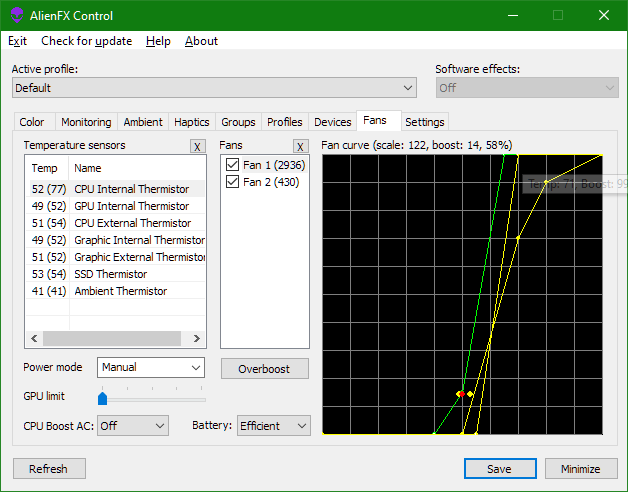 AlienFX Control
Exit Check for update Help About
Active profile:
Software effects:
Default
Off
Color Monitoring Ambient Haptics Groups Profiles Devices Fans Settings
Temperature sensors X
Fans X
Fan curve (scale: 122, boost: 14, 58%)
Temp Name
52 (77) CPU Internal Thermistor
49 (52) GPU Internal Thermistor
51 (54) CPU External Thermistor
49 (52) Graphic Internal Thermistor
51 (52) Graphic External Thermistor
53 (54) SSD Thermistor
41 (41) Ambient Thermistor
Fan 1 (2936)
Fan 2 (430)
Temp: 71, Boost: 99
Power mode Manual
Overboost
GPU limit
CPU Boost AC: Off
Battery: Efficient
Refresh
Save
Minimize